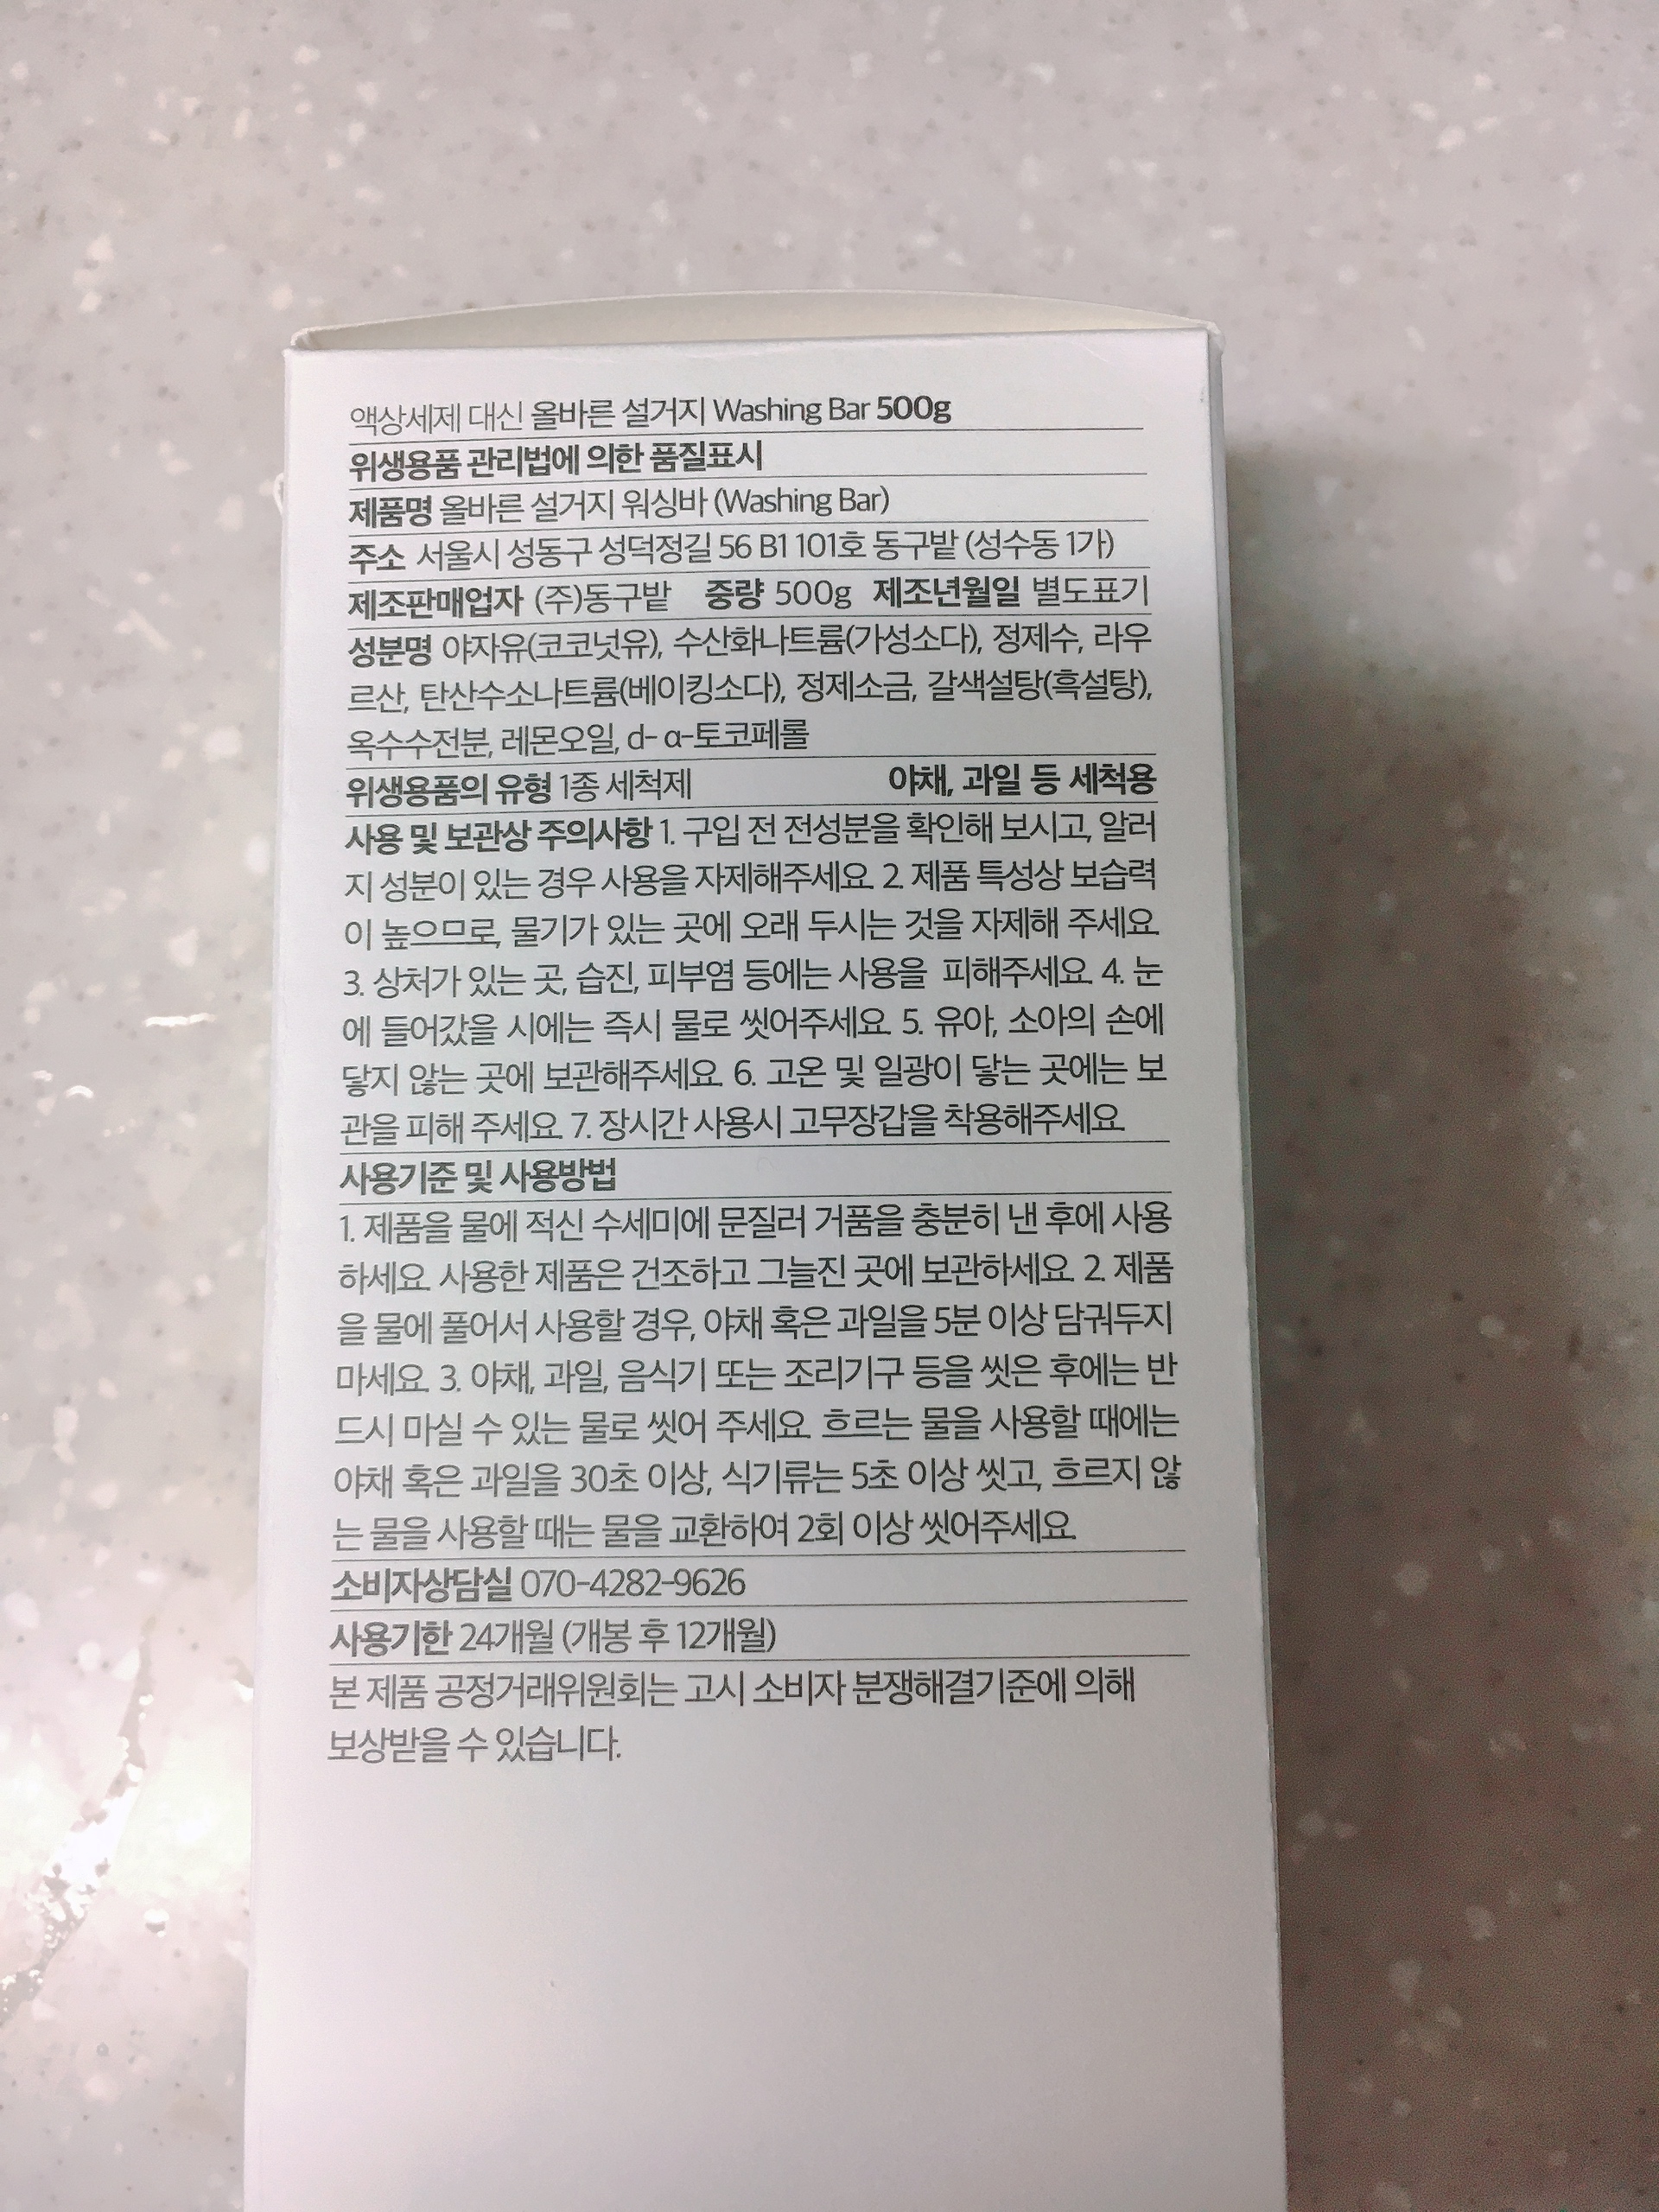 액상세제 대신 올바른 설거지 Washing Bar 500g
위생용품 관리법에 의한 품질표시
제품명 올바른 설거지 워싱바 (Washing Bar)
주소 서울시 성동구 성덕정길 56 B1 101호 동구밭 (성수동 1가)
제조판매업자 (주)동구밭 중량 500g 제조년월일 별도표기
성분명 야자유(코코넛유), 수산화나트륨(가성소다), 정제수, 라우
르산, 탄산수소나트륨(베이킹소다), 정제소금, 갈색설탕(흑설탕),
옥수수전분, 레몬오일, d- α-토코페롤
위생용품의 유형 1종 세척제 야채, 과일 등 세척용
사용 및 보관상 주의사항 1. 구입 전 전성분을 확인해 보시고, 알러
지 성분이 있는 경우 사용을 자제해주세요. 2. 제품 특성상 보습력
이 높으므로, 물기가 있는 곳에 오래 두시는 것을 자제해 주세요.
3. 상처가 있는 곳, 습진, 피부염 등에는 사용을 피해주세요. 4. 눈
에 들어갔을 시에는 즉시 물로 씻어주세요. 5. 유아, 소아의 손에
닿지 않는 곳에 보관해주세요. 6. 고온 및 일광이 닿는 곳에는 보
관을 피해 주세요. 7. 장시간 사용시 고무장갑을 착용해주세요.
사용기준 및 사용방법
1. 제품을 물에 적신 수세미에 문질러 거품을 충분히 낸 후에 사용
하세요. 사용한 제품은 건조하고 그늘진 곳에 보관하세요. 2. 제품
을 물에 풀어서 사용할 경우, 야채 혹은 과일을 5분 이상 담궈두지
마세요. 3. 야채, 과일, 음식기 또는 조리기구 등을 씻은 후에는 반
드시 마실 수 있는 물로 씻어 주세요. 흐르는 물을 사용할 때에는
야채 혹은 과일을 30초 이상, 식기류는 5초 이상 씻고, 흐르지 않
는 물을 사용할 때는 물을 교환하여 2회 이상 씻어주세요.
소비자상담실 070-4282-9626
사용기한 24개월 (개봉 후 12개월)
본 제품 공정거래위원회는 고시 소비자 분쟁해결기준에 의해
보상받을 수 있습니다.